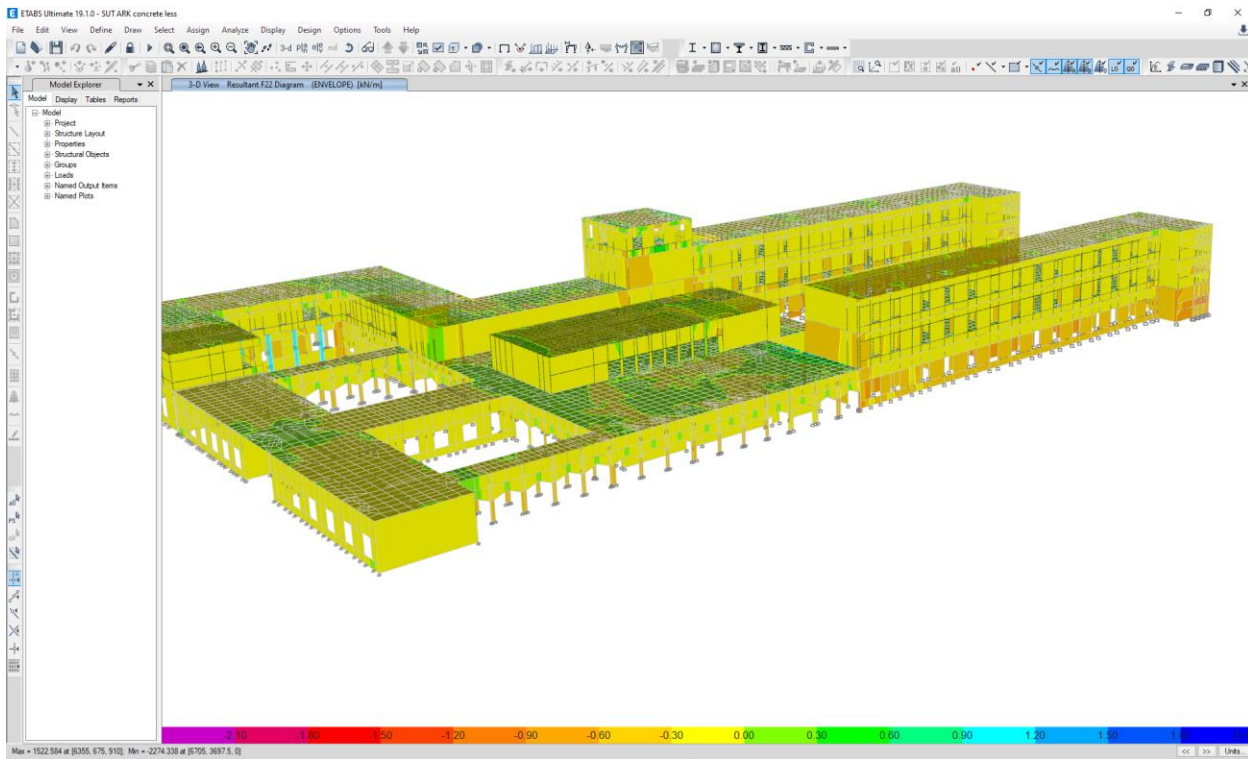 ETABS Ultimate 19.1.0 - SUT ARK concrete less
File Edit View Define Draw Select Assign Analyze Display Design Options Tools Help
3-d
Model Explorer
3-D View Resultant F22 Diagram (ENVELOPE) [kN/m]
Model Display Tables Reports
Model
Project
Structure Layout
Properties
Structural Objects
Groups
Loads
Named Output Items
Named Plots
all
PS
-2.10 -1.80 -1.50 -1.20 -0.90 -0.60 -0.30 0.00 0.30 0.60 0.90 1.20 1.50
Max = 1522.584 at [6355, 675, 910]; Min = -2274.338 at [6705, 3697.5, 0]
<< >> Units...